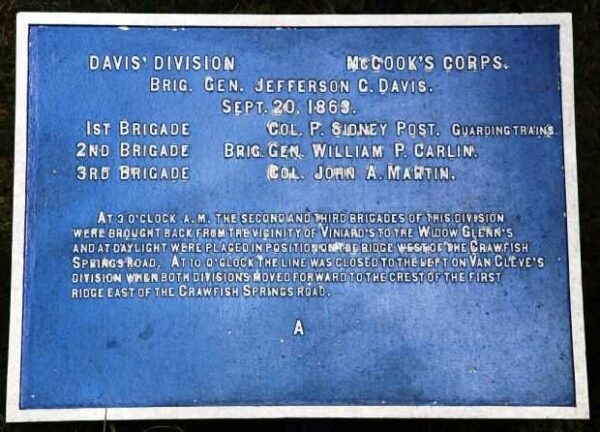 DAVIS' DIVISION McCOOK'S CORPS.
BRIG. GEN. JEFFERSON C. DAVIS.
SEPT. 20, 1863.
1ST BRIGADE COL. P. SIDNEY POST. GUARDING TRAINS.
2ND BRIGADE BRIG. GEN. WILLIAM P. CARLIN.
3RD BRIGADE COL. JOHN A. MARTIN.
AT 3 O'CLOCK A.M. THE SECOND AND THIRD BRIGADES OF THIS DIVISION
WERE BROUGHT BACK FROM THE VICINITY OF VINIARD'S TO THE WIDOW GLENN'S
AND AT DAYLIGHT WERE PLACED IN POSITION ON THE RIDGE WEST OF THE CRAWFISH
SPRINGS ROAD. AT 10 O'CLOCK THE LINE WAS CLOSED TO THE LEFT ON VAN CLEVE'S
DIVISION WHEN BOTH DIVISIONS MOVED FORWARD TO THE CREST OF THE FIRST
RIDGE EAST OF THE CRAWFISH SPRINGS ROAD.
A